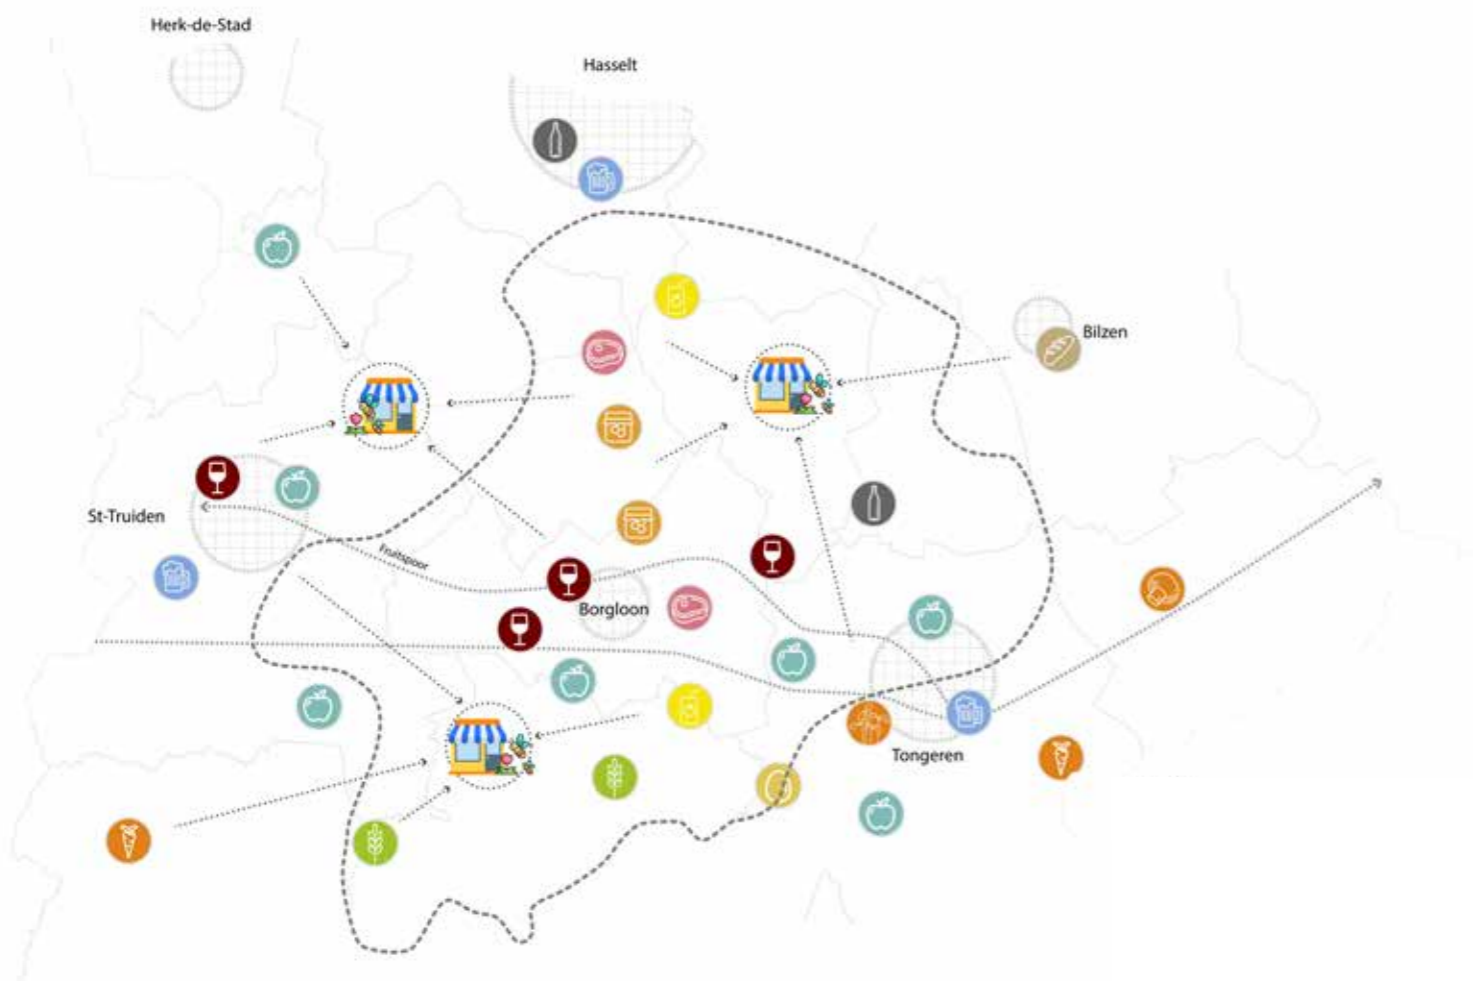 Herk-de-Stad
Hasselt
Bilzen
St-Truiden
Fruitspoor
Borgloon
Tongeren